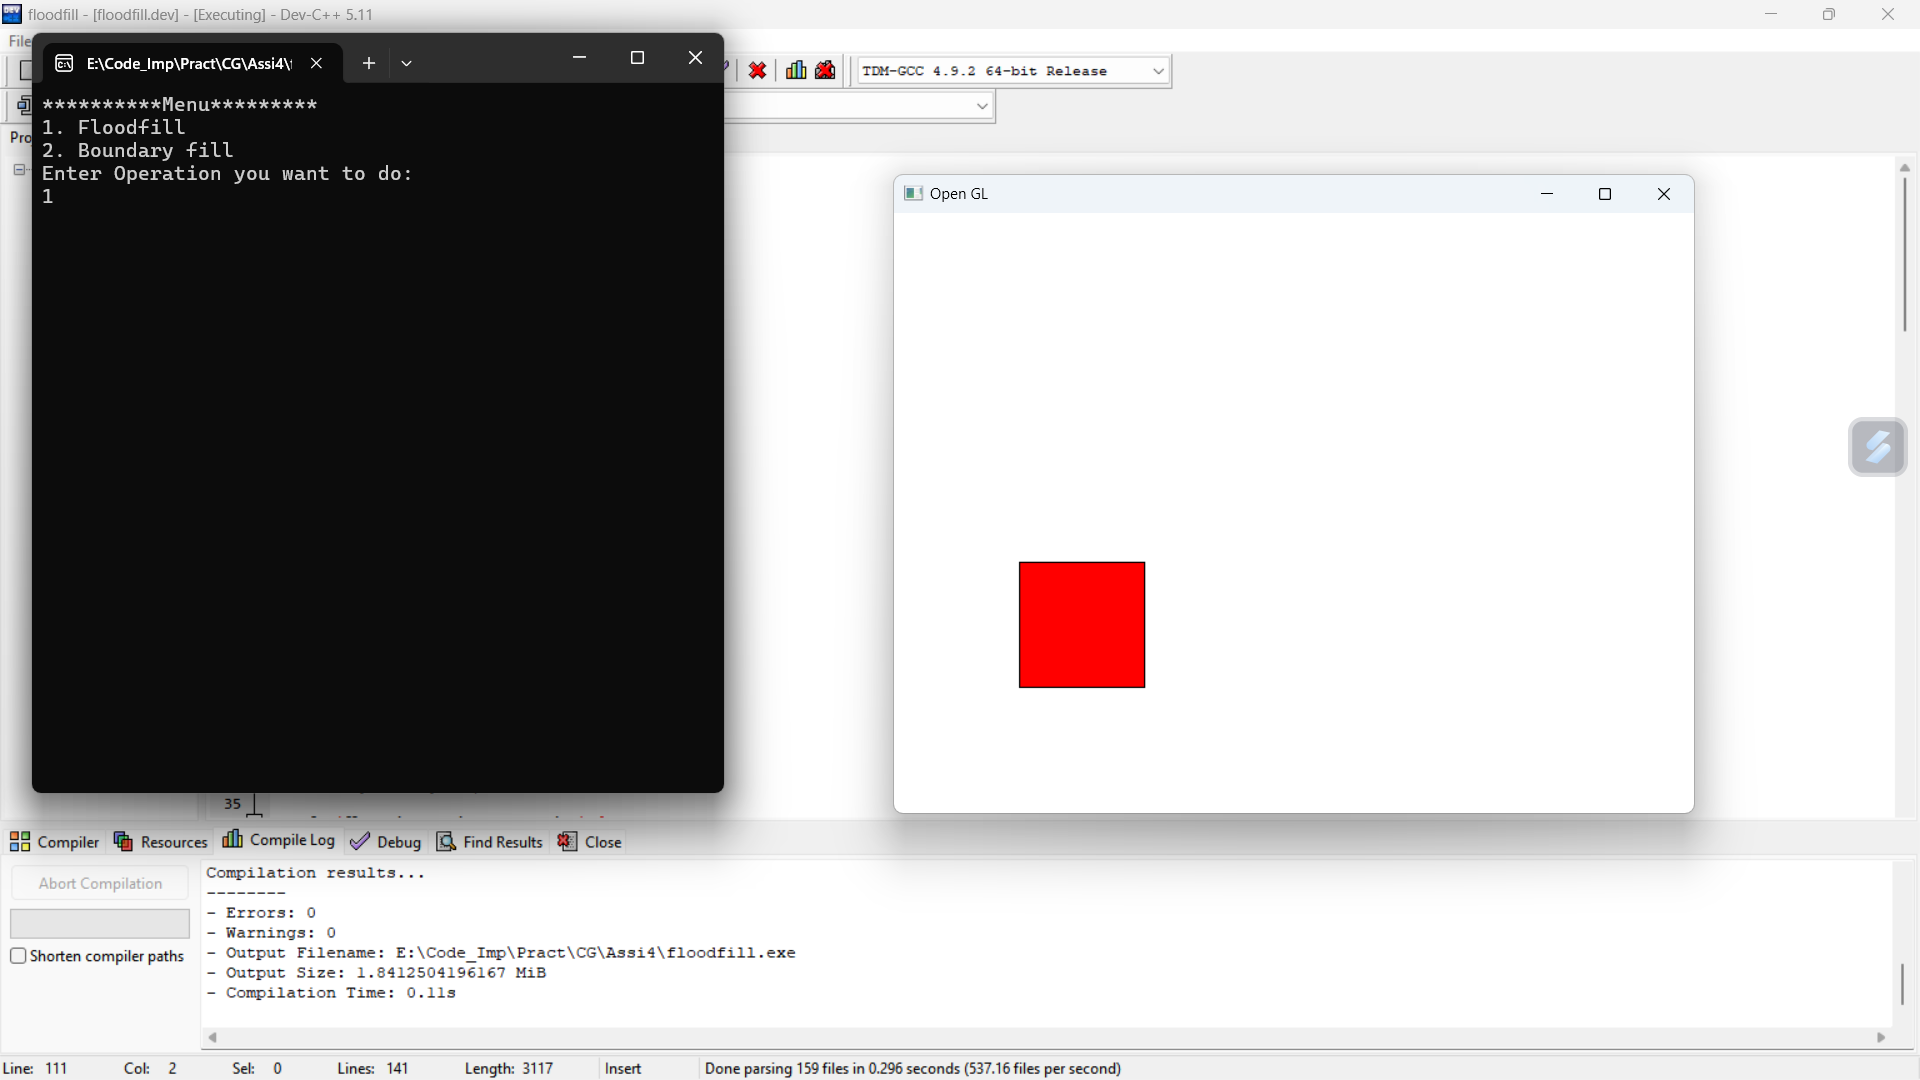 floodfill - [floodfill.dev] - [Executing] - Dev-C++ 5.11
File
E:\Code_Imp\Pract\CG\Assi4\
TDM-GCC 4.9.2 64-bit Release
**********Menu*********
1. Floodfill
2. Boundary fill
Enter Operation you want to do:
1
Open GL
35
Compiler
Resources
Compile Log
Debug
Find Results
Close
Abort Compilation
Shorten compiler paths
Compilation results...
--------
- Errors: 0
- Warnings: 0
- Output Filename: E:\Code_Imp\Pract\CG\Assi4\floodfill.exe
- Output Size: 1.8412504196167 MiB
- Compilation Time: 0.11s
Line: 111
Col: 2
Sel: 0
Lines: 141
Length: 3117
Insert
Done parsing 159 files in 0.296 seconds (537.16 files per second)